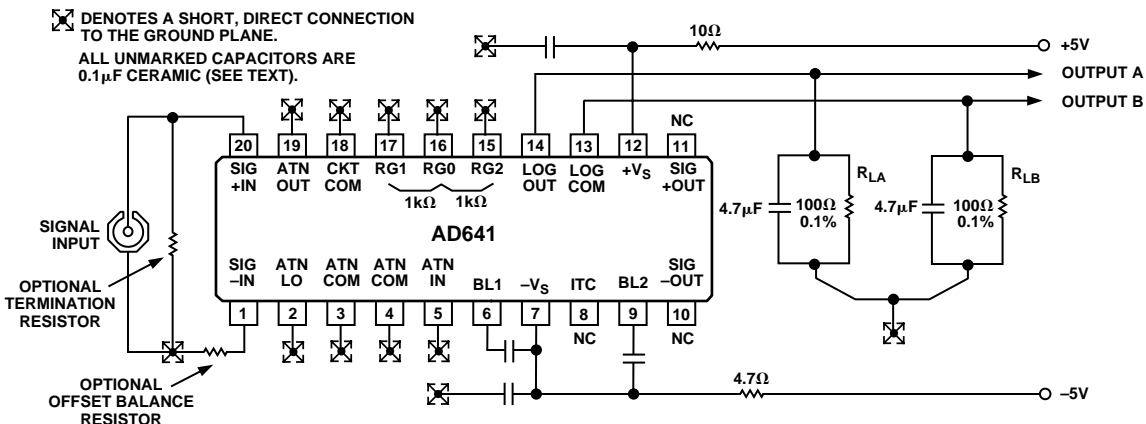 DENOTES A SHORT, DIRECT CONNECTION
TO THE GROUND PLANE.
ALL UNMARKED CAPACITORS ARE
0.1μF CERAMIC (SEE TEXT).
10Ω
+5V
OUTPUT A
OUTPUT B
NC
20 19 18 17 16 15 14 13 12 11
SIG +IN
ATN OUT
CKT COM
RG1
RG0
RG2
LOG OUT
LOG COM
+VS
SIG +OUT
1kΩ 1kΩ
AD641
SIGNAL
INPUT
OPTIONAL
TERMINATION
RESISTOR
SIG –IN
ATN LO
ATN COM
ATN COM
ATN IN
BL1
–VS
ITC
BL2
SIG –OUT
1 2 3 4 5 6 7 8 9 10
NC
NC
OPTIONAL
OFFSET BALANCE
RESISTOR
4.7Ω
–5V
RLA
4.7μF
100Ω
0.1%
RLB
4.7μF
100Ω
0.1%